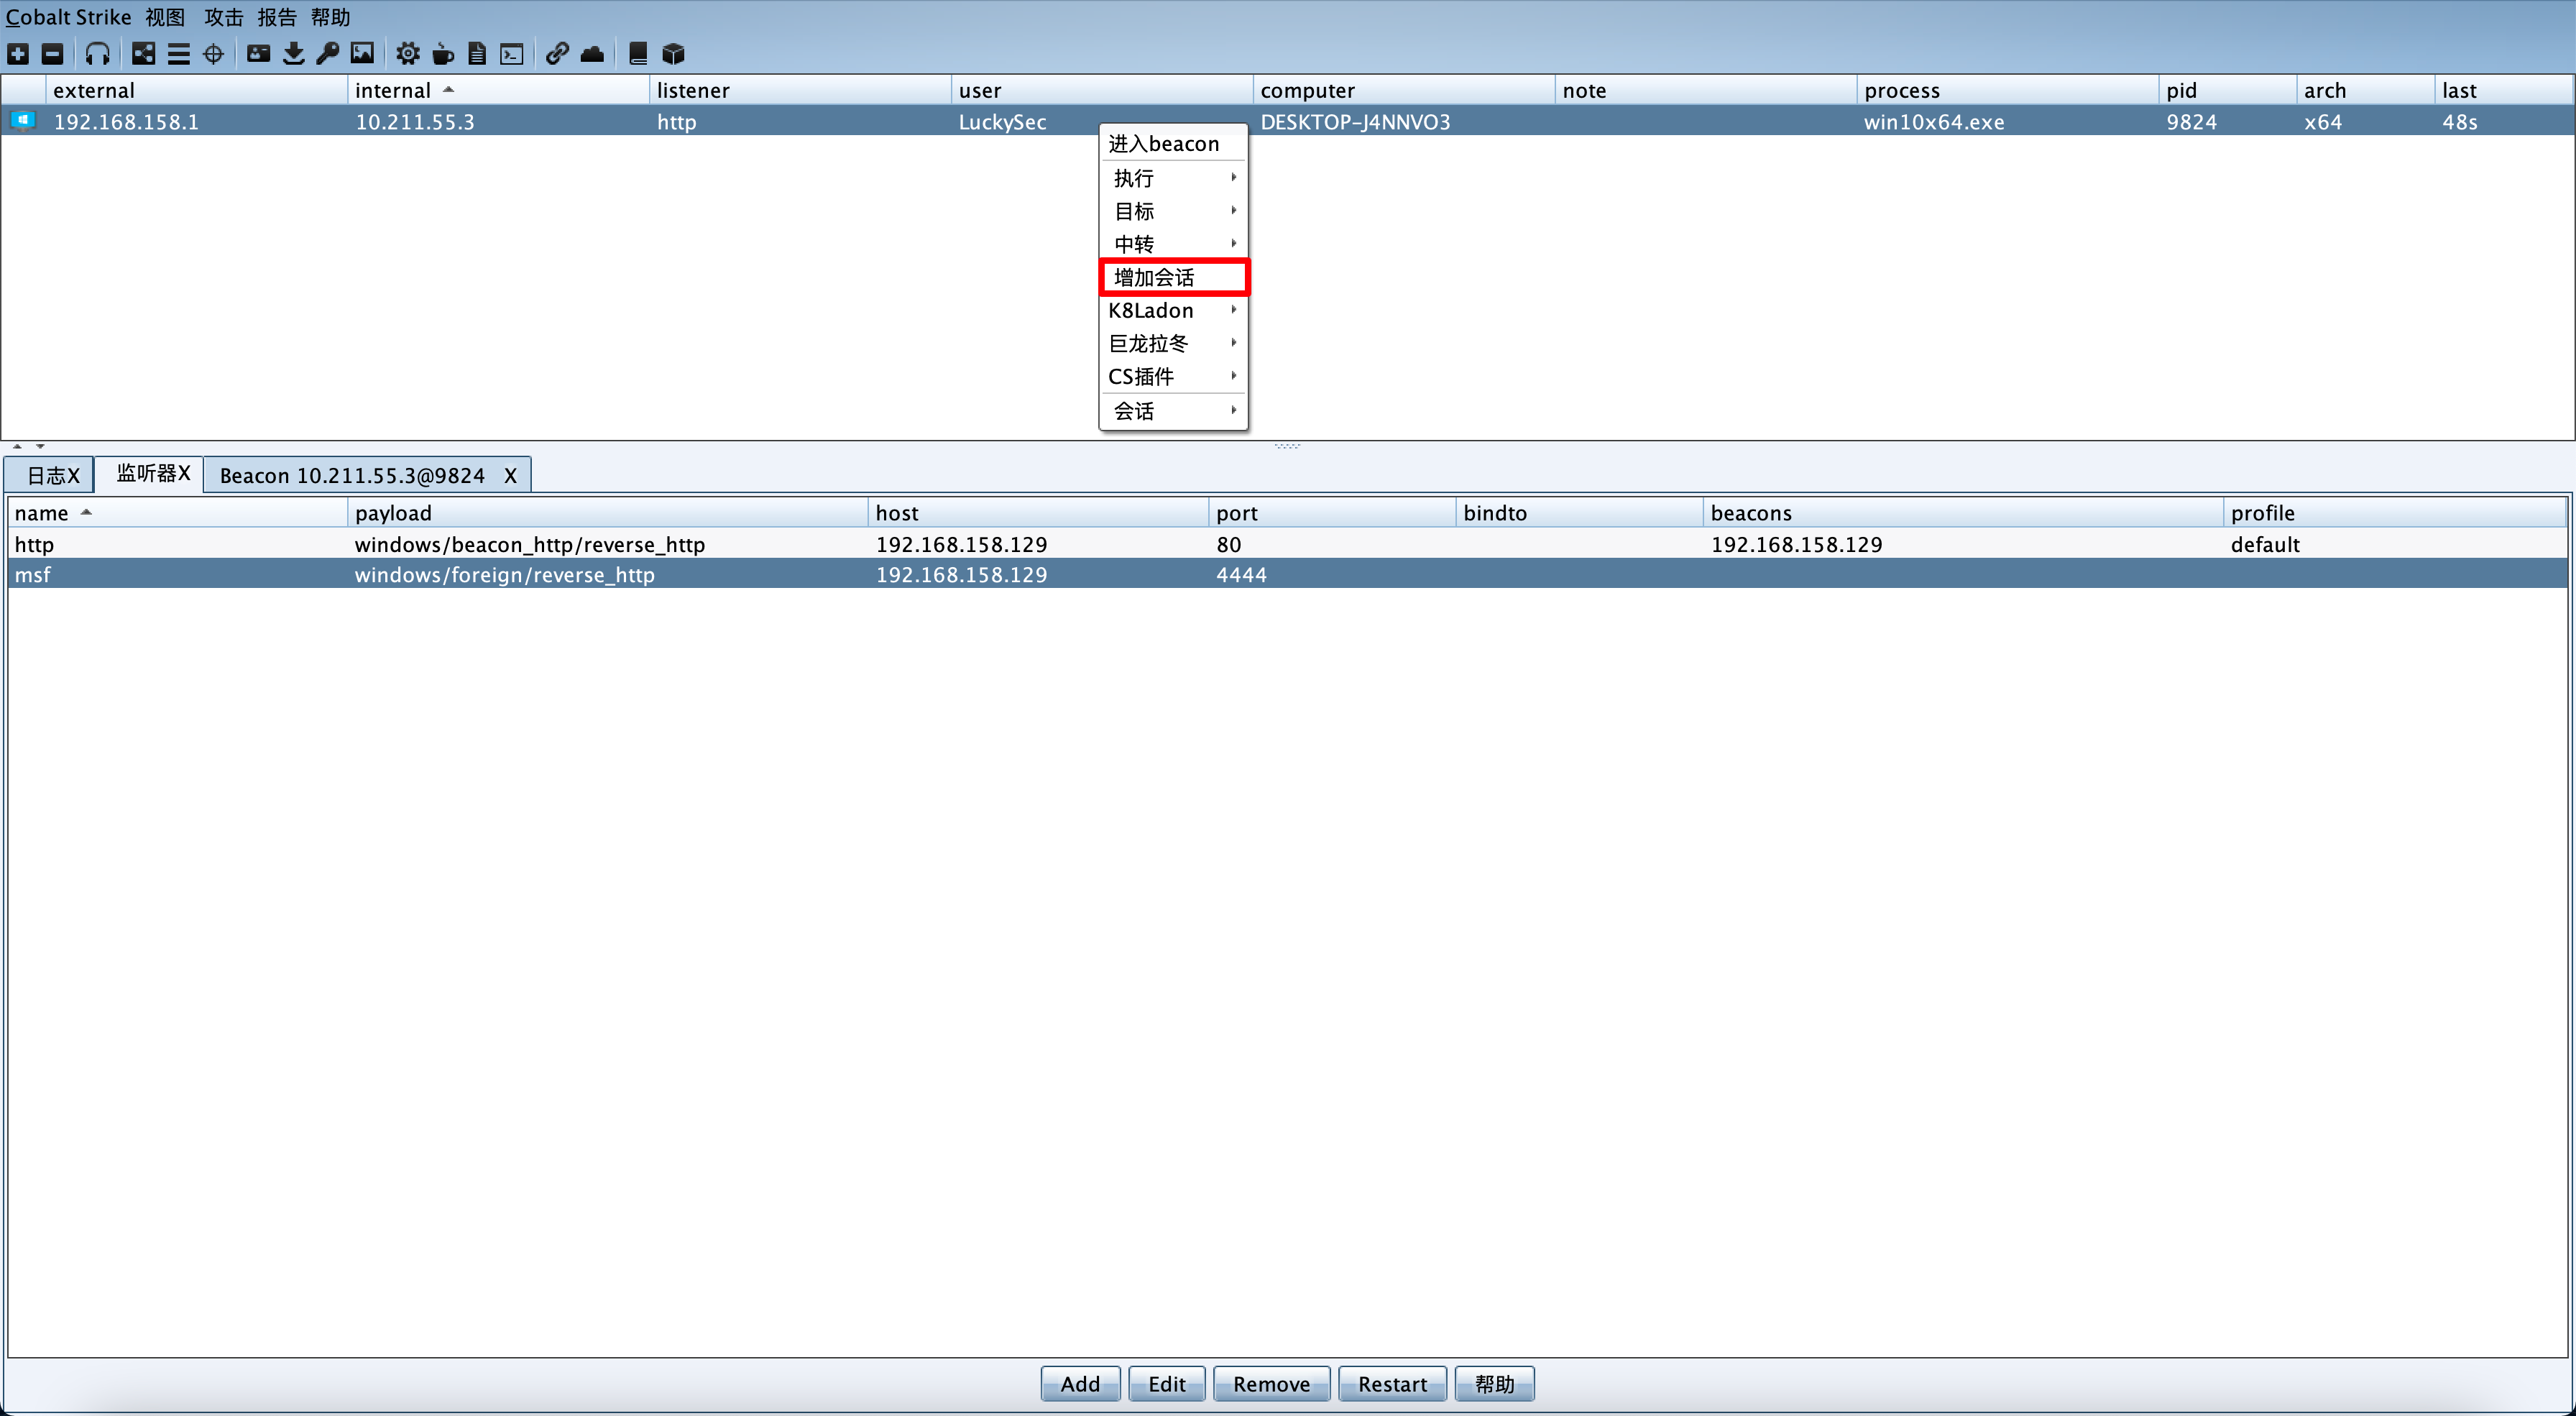 Cobalt Strike 视图 攻击 报告 帮助
external internal listener user computer note process pid arch last
192.168.158.1 10.211.55.3 http LuckySec DESKTOP-J4NNVO3 win10x64.exe 9824 x64 48s
进入beacon
执行
目标
中转
增加会话
K8Ladon
巨龙拉冬
CS插件
会话
日志X 监听器X Beacon 10.211.55.3@9824 X
name payload host port bindto beacons profile
http windows/beacon_http/reverse_http 192.168.158.129 80 192.168.158.129 default
msf windows/foreign/reverse_http 192.168.158.129 4444
Add Edit Remove Restart 帮助